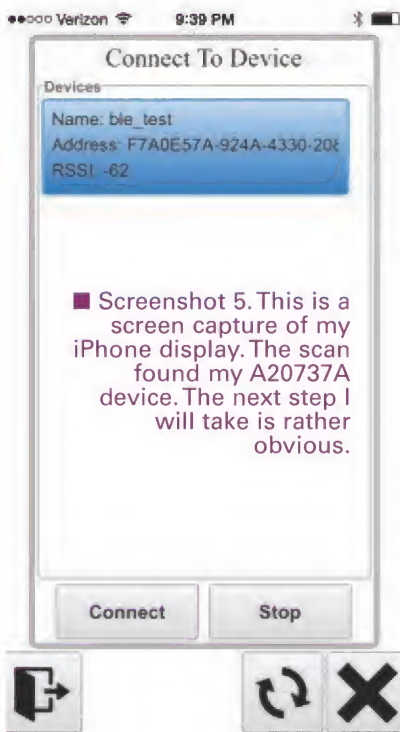 Verizon 9:39 PM
Connect To Device
Devices
Name: ble_test
Address: F7A0E57A-924A-4330-208
RSSI: -62
■ Screenshot 5. This is a
screen capture of my
iPhone display. The scan
found my A20737A
device. The next step I
will take is rather
obvious.
Connect Stop